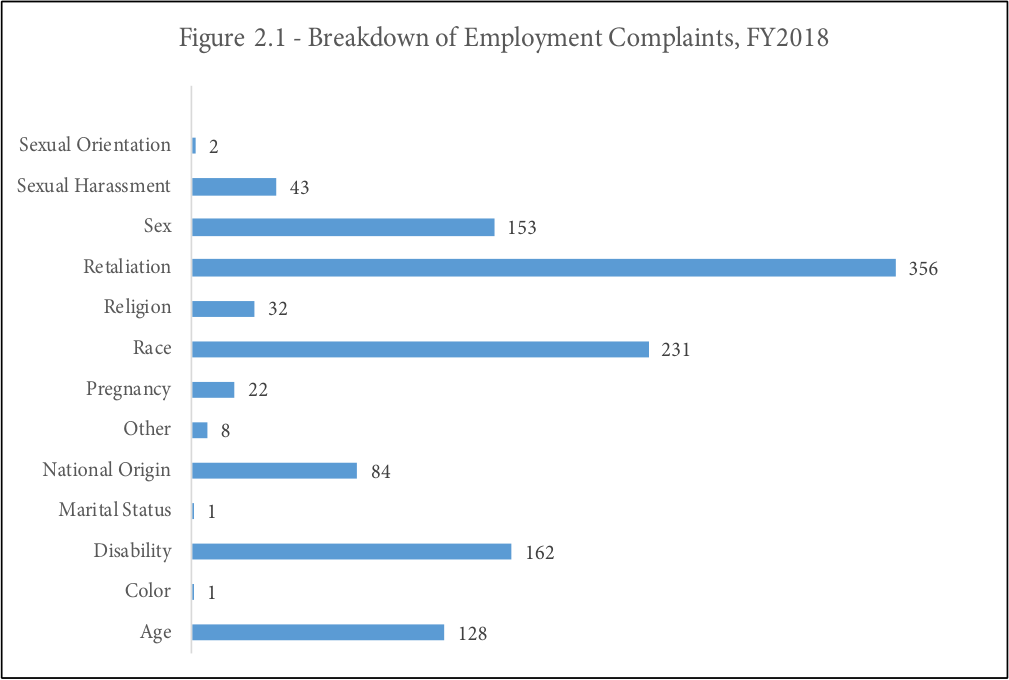 Figure 2.1 - Breakdown of Employment Complaints, FY2018
Sexual Orientation 2
Sexual Harassment 43
Sex 153
Retaliation 356
Religion 32
Race 231
Pregnancy 22
Other 8
National Origin 84
Marital Status 1
Disability 162
Color 1
Age 128